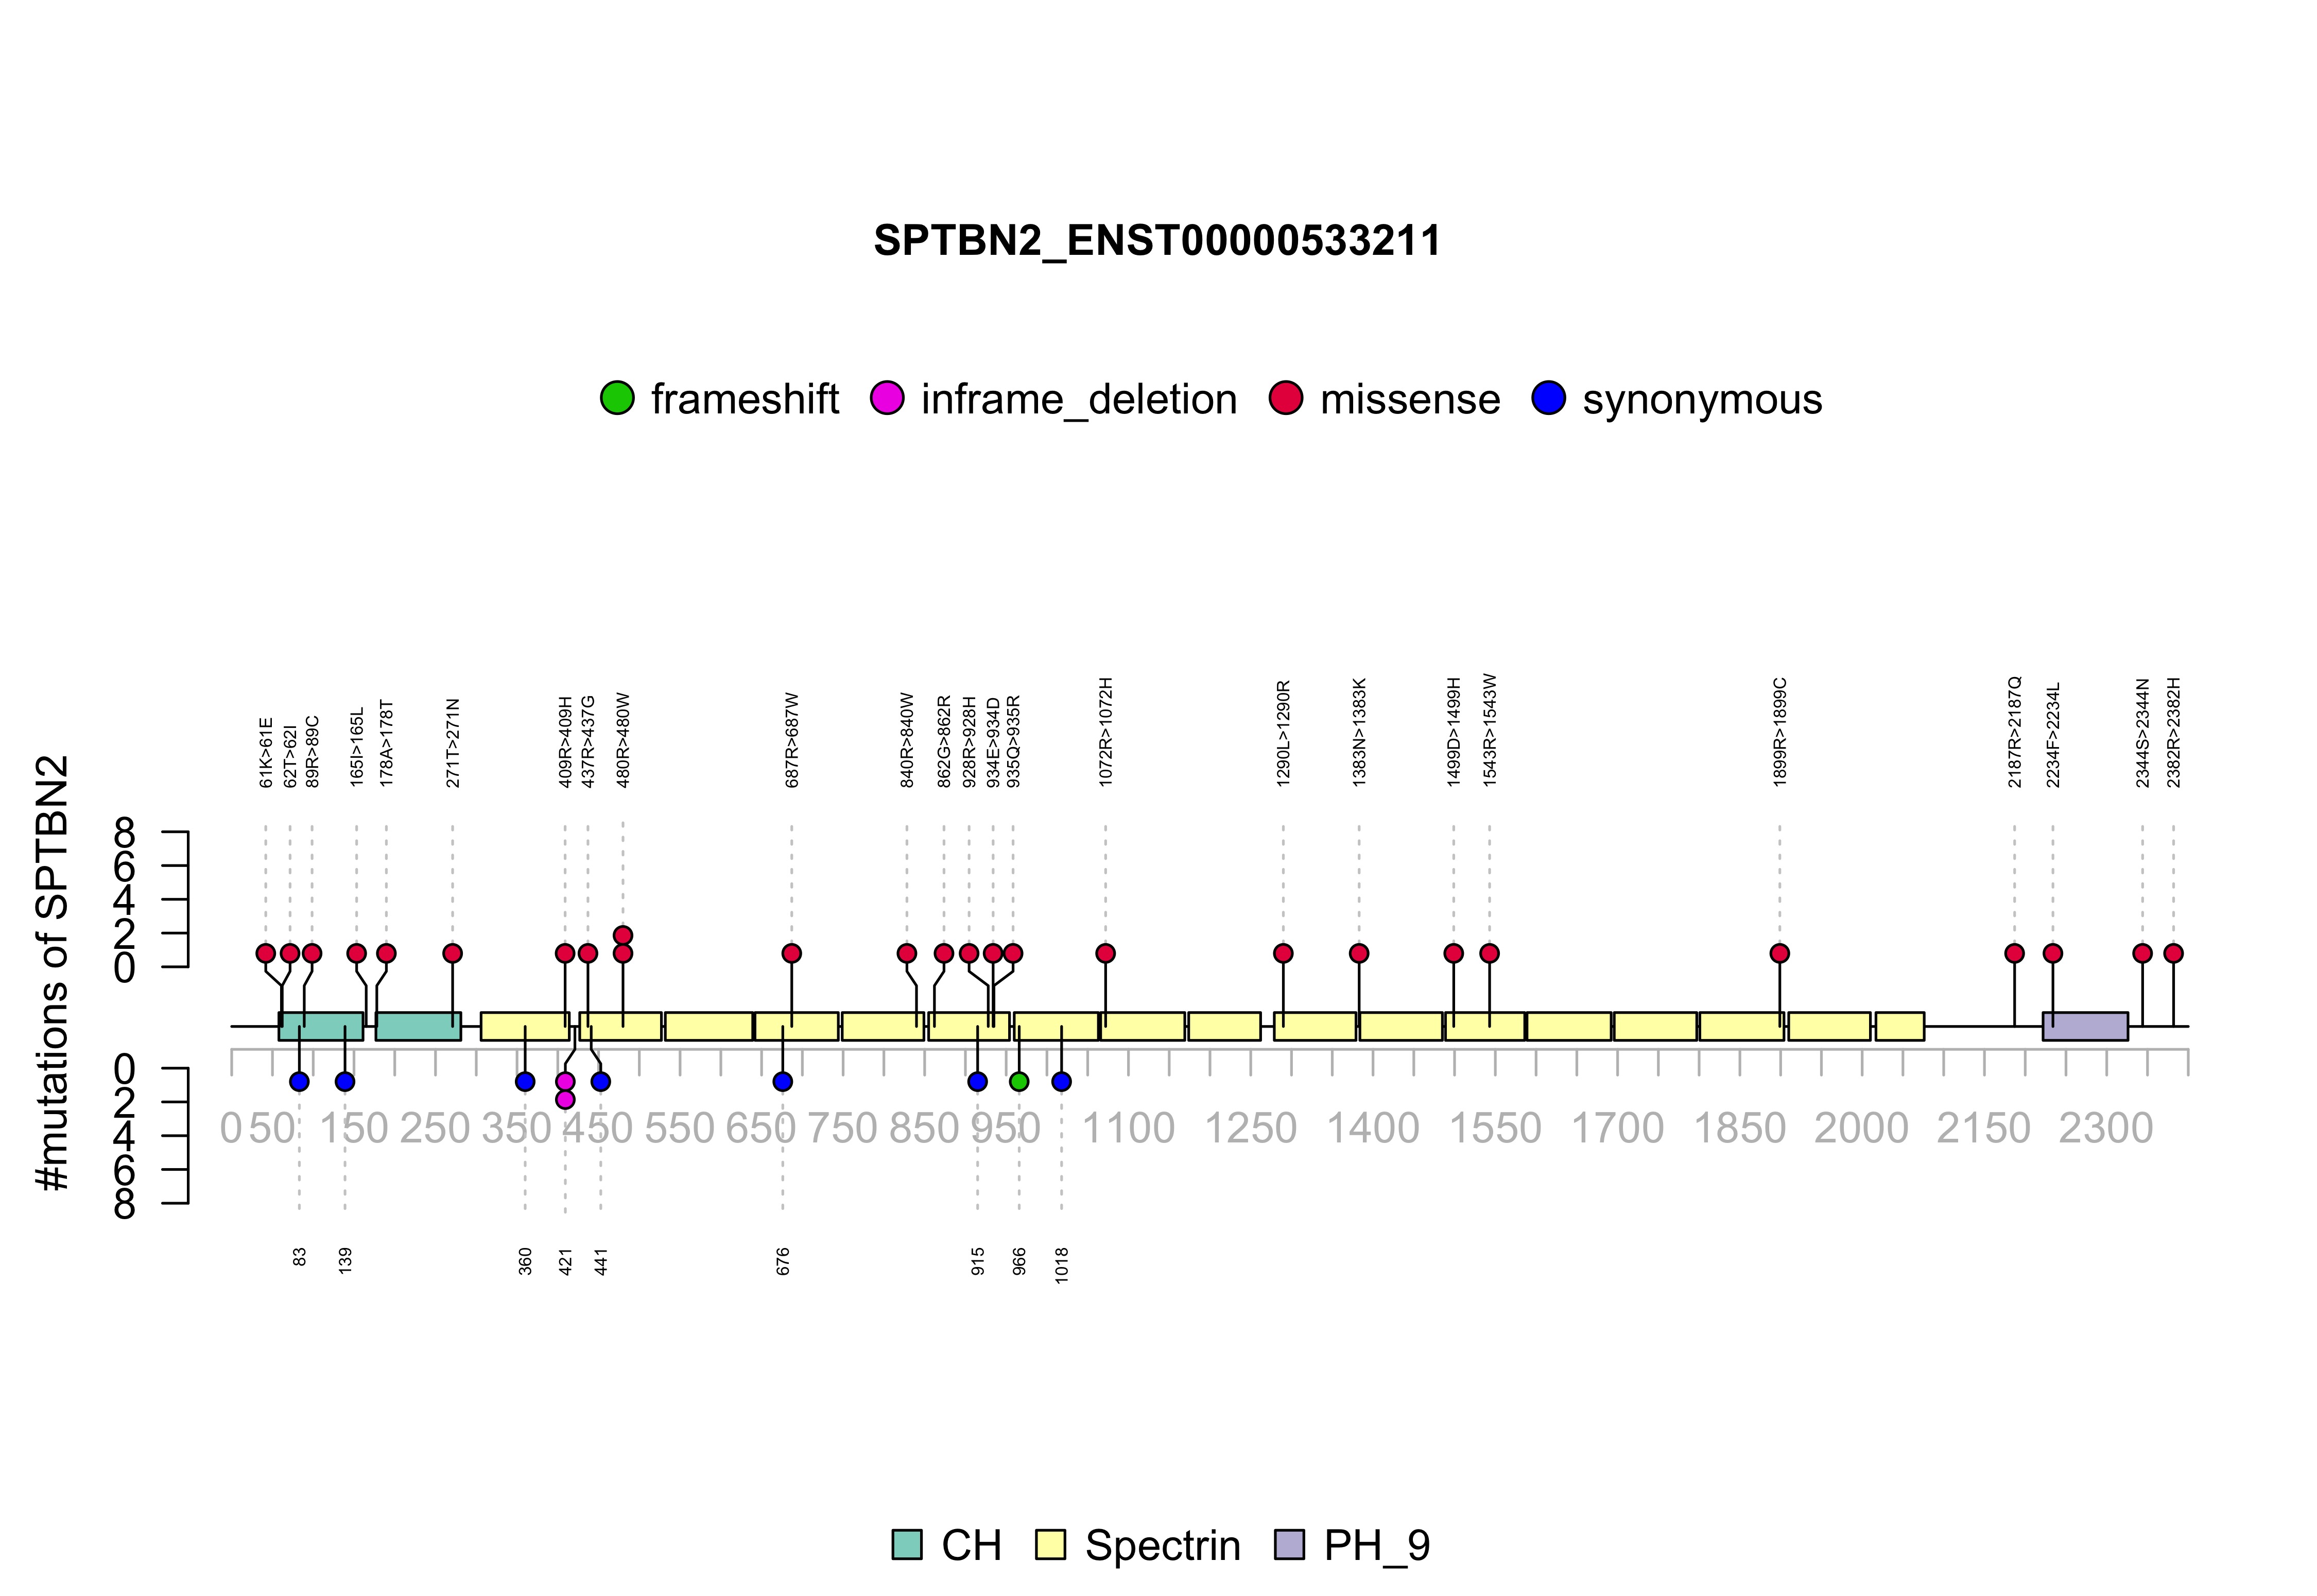 SPTBN2_ENST00000533211
frameshift inframe_deletion missense synonymous
61K>61E
62T>62I
89R>89C
165I>165L
178A>178T
271T>271N
409R>409H
437R>437G
480R>480W
687R>687W
840R>840W
862G>862R
928R>928H
934E>934D
935Q>935R
1072R>1072H
1290L>1290R
1383N>1383K
1499D>1499H
1543R>1543W
1899R>1899C
2187R>2187Q
2234F>2234L
2344S>2344N
2382R>2382H
#mutations of SPTBN2
8
6
4
2
0
0
2
4
6
8
0 50 150 250 350 450 550 650 750 850 950 1100 1250 1400 1550 1700 1850 2000 2150 2300
83
139
360
421
441
676
915
966
1018
CH Spectrin PH_9